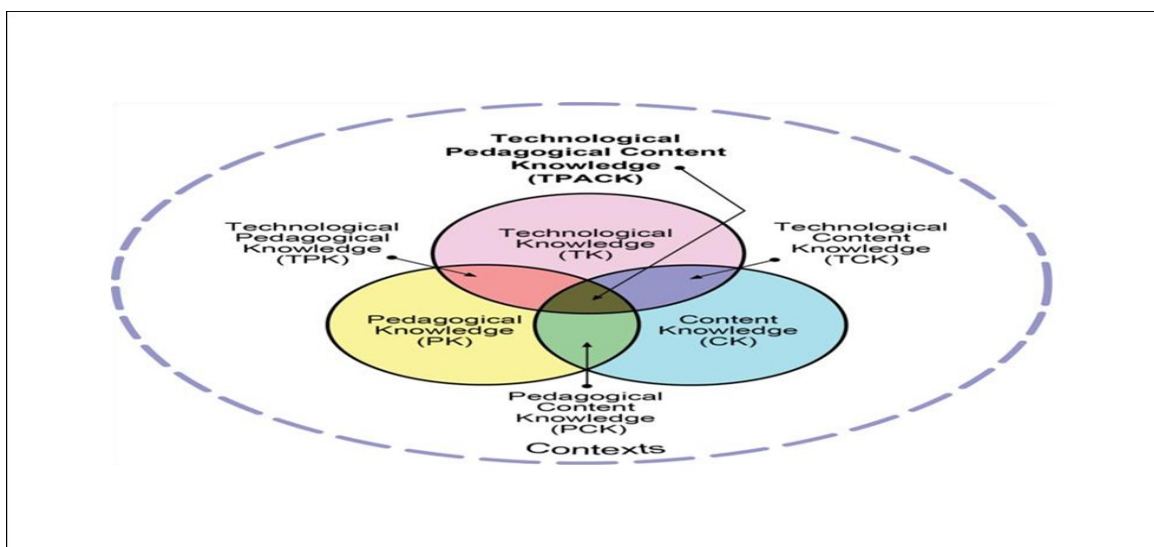 Technological
Pedagogical Content
Knowledge
(TPACK)
Technological
Pedagogical
Knowledge
(TPK)
Technological
Knowledge
(TK)
Technological
Content
Knowledge
(TCK)
Pedagogical
Knowledge
(PK)
Content
Knowledge
(CK)
Pedagogical
Content
Knowledge
(PCK)
Contexts